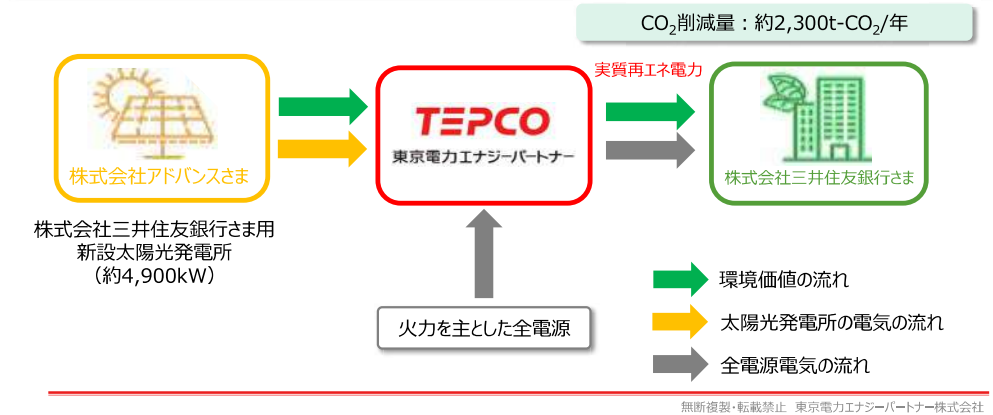 CO₂削減量：約2,300t-CO₂/年
実質再エネ電力
株式会社アドバンスさま
TEPCO
東京電力エナジーパートナー
株式会社三井住友銀行さま
株式会社三井住友銀行さま用
新設太陽光発電所
（約4,900kW）
火力を主とした全電源
環境価値の流れ
太陽光発電所の電気の流れ
全電源電気の流れ
無断複製・転載禁止 東京電力エナジーパートナー株式会社